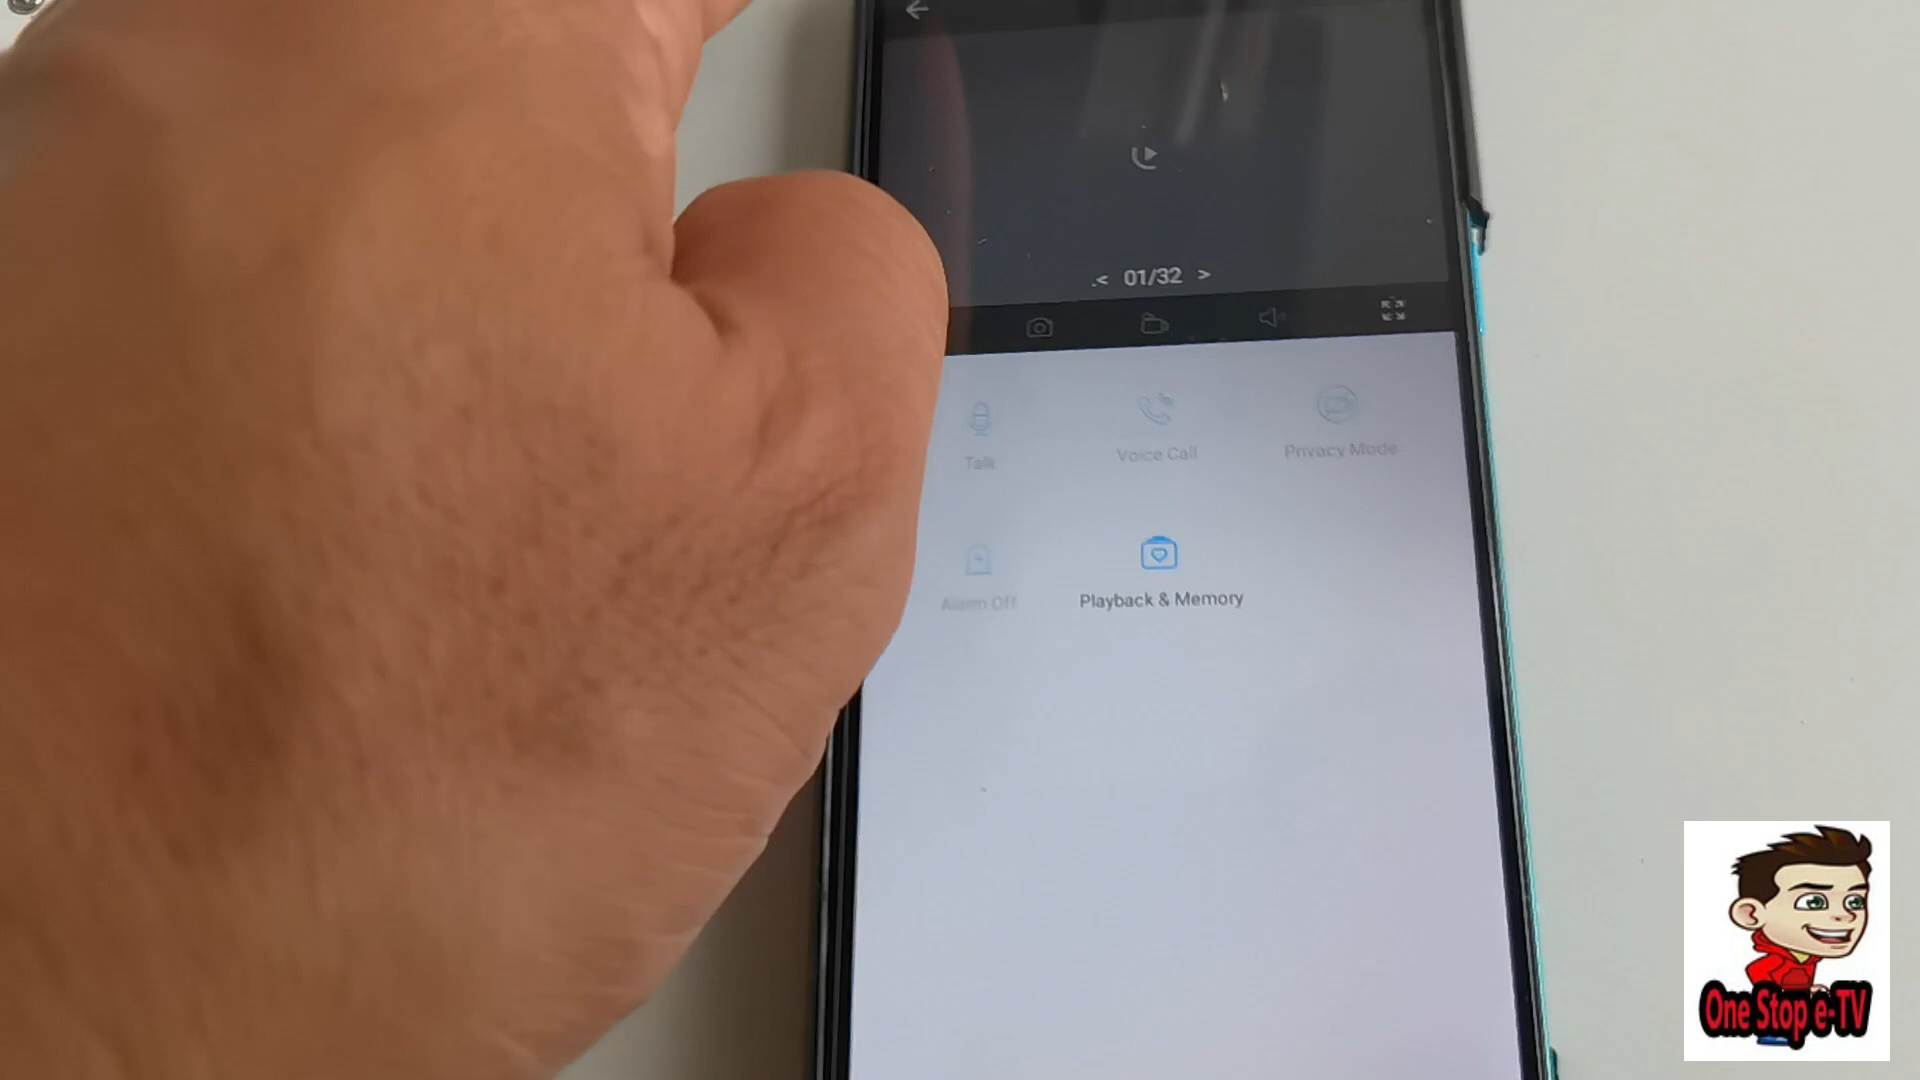 < 01/32 >
Talk
Voice Call
Privacy Mode
Alarm Off
Playback & Memory
One Stop e-TV